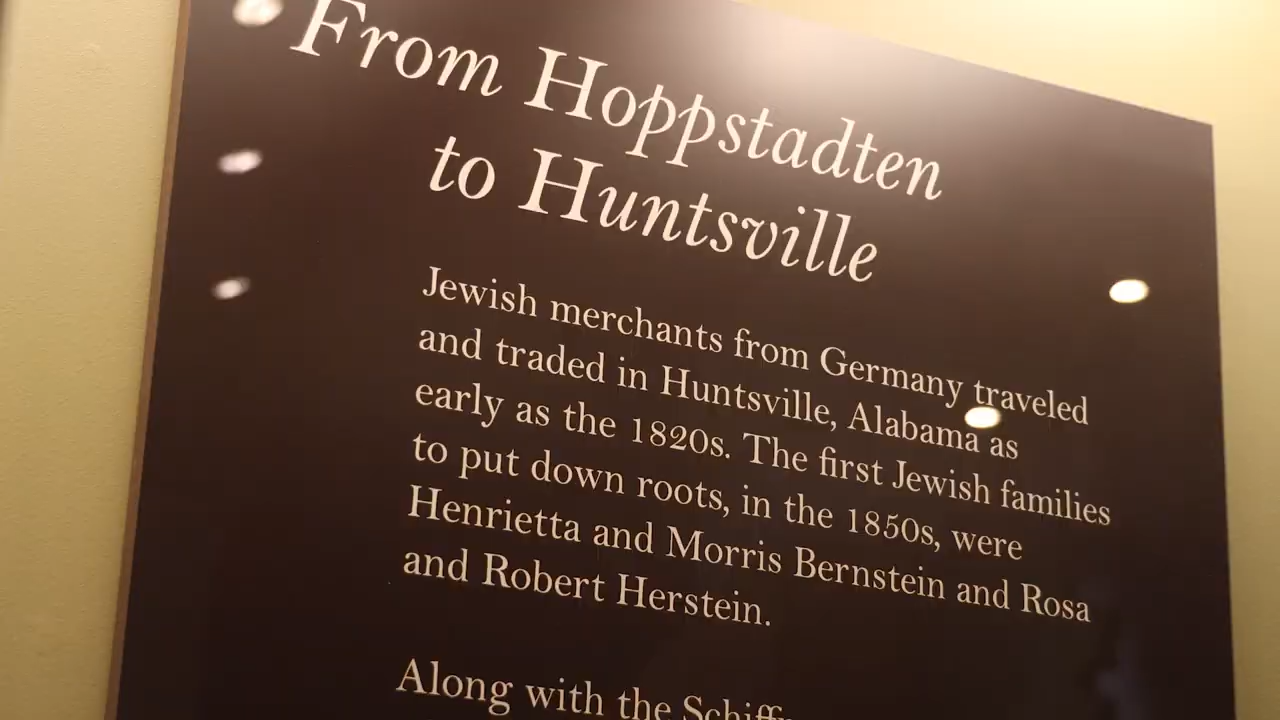 From Hoppstadten
to Huntsville
Jewish merchants from Germany traveled
and traded in Huntsville, Alabama as
early as the 1820s. The first Jewish families
to put down roots, in the 1850s, were
Henrietta and Morris Bernstein and Rosa
and Robert Herstein.
Along with the